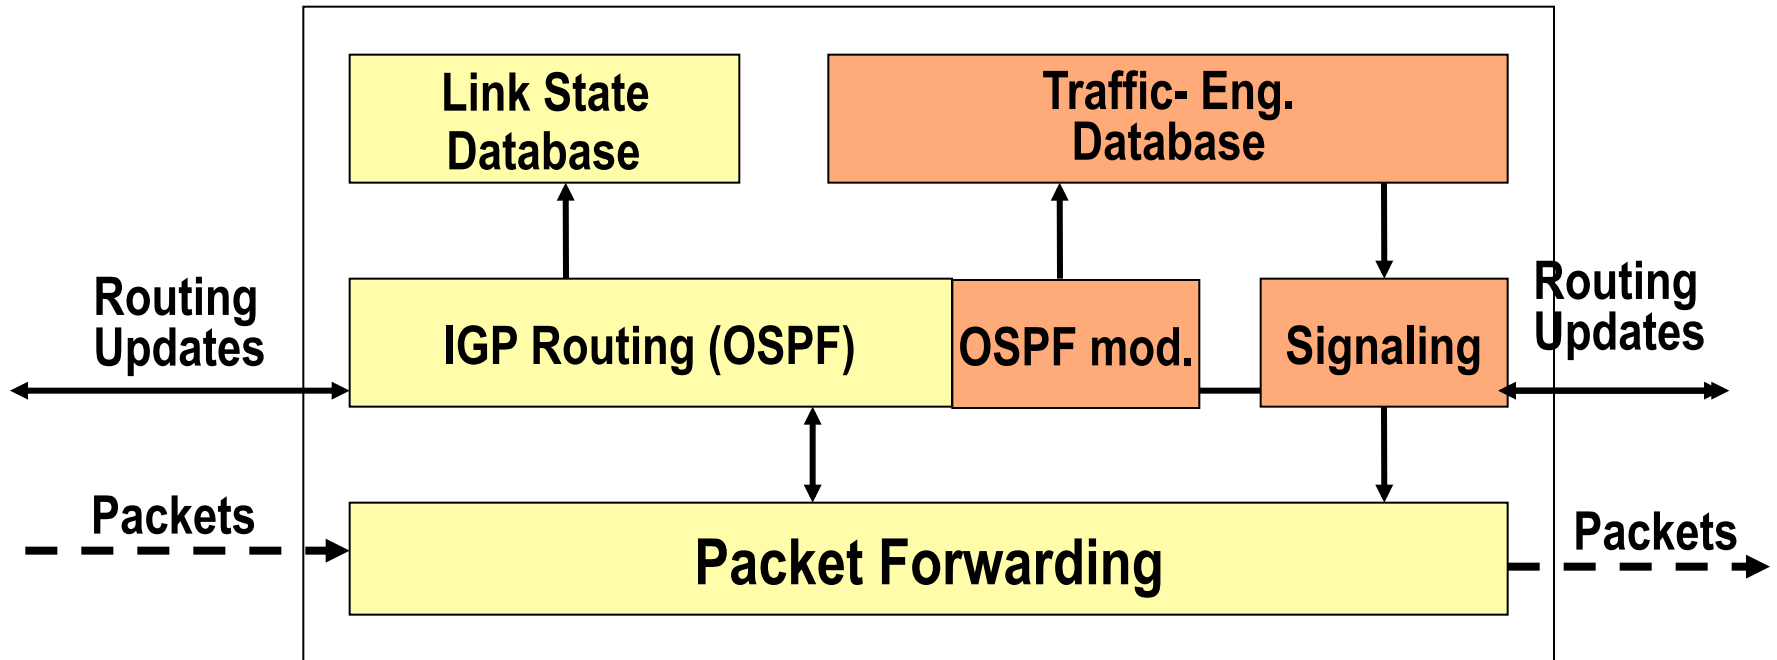 Link State
Database
Traffic- Eng.
Database
Routing
Updates
IGP Routing (OSPF)
OSPF mod.
Signaling
Routing
Updates
Packets
Packet Forwarding
Packets